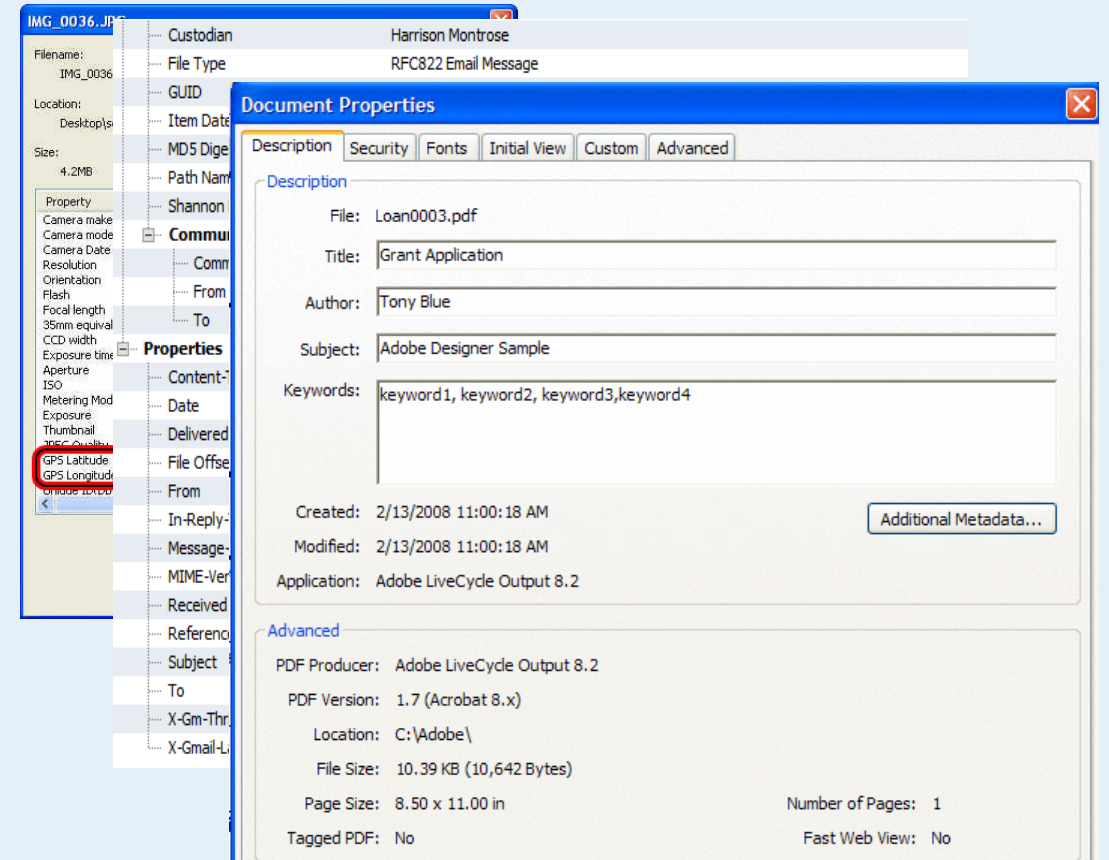 IMG_0036.JPG
Filename:
IMG_0036
Location:
Size:
4.2MB
Property
Camera make
Camera mode
Camera Date
Resolution
Orientation
Flash
Focal length
35mm equival
CCD width
Exposure time
Aperture
ISO
Metering Mod
Exposure
Thumbnail
JPEG Quality
GPS Latitude
GPS Longitude
Custodian Harrison Montrose
File Type RFC822 Email Message
GUID
Item Date
MD5 Dige
Path Nam
Shannon
Commu
Comm
From
To
Properties
Content-
Date
Delivered
File Offse
From
In-Reply-
Message-
MIME-Ver
Received
Referenc
Subject
To
X-Gm-Thr
X-Gmail-La
Document Properties
Description Security Fonts Initial View Custom Advanced
Description
File: Loan0003.pdf
Title: Grant Application
Author: Tony Blue
Subject: Adobe Designer Sample
Keywords: keyword1, keyword2, keyword3,keyword4
Created: 2/13/2008 11:00:18 AM
Additional Metadata...
Modified: 2/13/2008 11:00:18 AM
Application: Adobe LiveCycle Output 8.2
Advanced
PDF Producer: Adobe LiveCycle Output 8.2
PDF Version: 1.7 (Acrobat 8.x)
Location: C:\Adobe\
File Size: 10.39 KB (10,642 Bytes)
Page Size: 8.50 x 11.00 in Number of Pages: 1
Tagged PDF: No Fast Web View: No